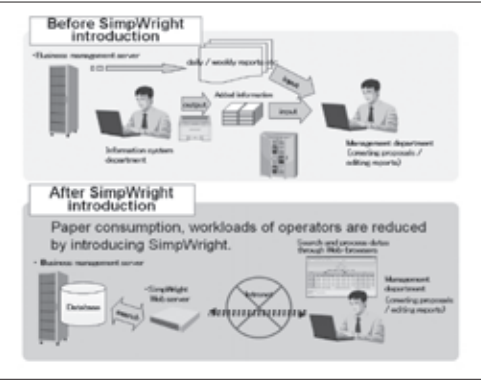 Before SimpWright
introduction
・Business management server
daily / weekly reports etc.
input
output
Added information
input
Information system
department
Management department
(creating proposals /
editing reports)
After SimpWright
introduction
Paper consumption, workloads of operators are reduced
by introducing SimpWright.
・Business management server
Search and process dates
through Web-browsers
・SimpWright
Web server
Database
Intranet
Management
department
(creating proposals
/ editing reports)